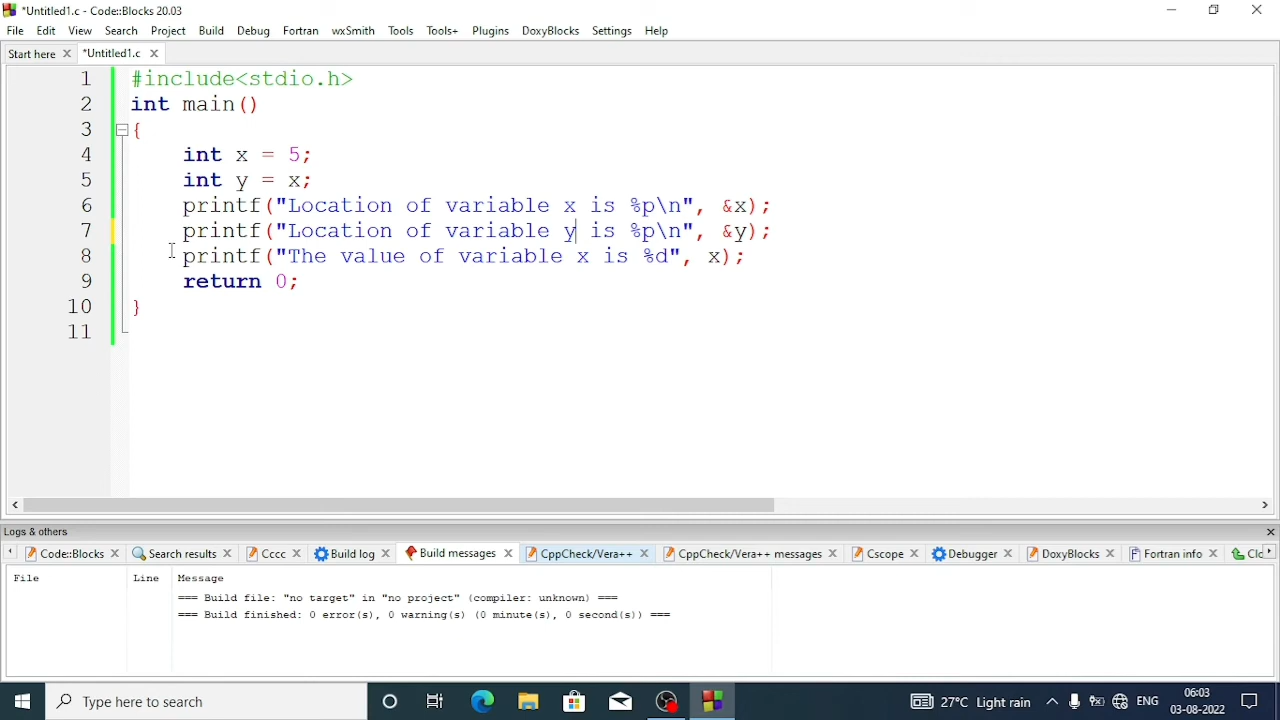 *Untitled1.c - Code::Blocks 20.03
File Edit View Search Project Build Debug Fortran wxSmith Tools Tools+ Plugins DoxyBlocks Settings Help
Start here *Untitled1.c
1 #include<stdio.h>
2 int main()
3 {
4 int x = 5;
5 int y = x;
6 printf("Location of variable x is %p\n", &x);
7 printf("Location of variable y is %p\n", &y);
8 printf("The value of variable x is %d", x);
9 return 0;
10 }
11
Logs & others
Code::Blocks Search results Cccc Build log Build messages CppCheck/Vera++ CppCheck/Vera++ messages Cscope Debugger DoxyBlocks Fortran info Clo
File Line Message
=== Build file: "no target" in "no project" (compiler: unknown) ===
=== Build finished: 0 error(s), 0 warning(s) (0 minute(s), 0 second(s)) ===
Type here to search 27°C Light rain ENG 06:03
03-08-2022